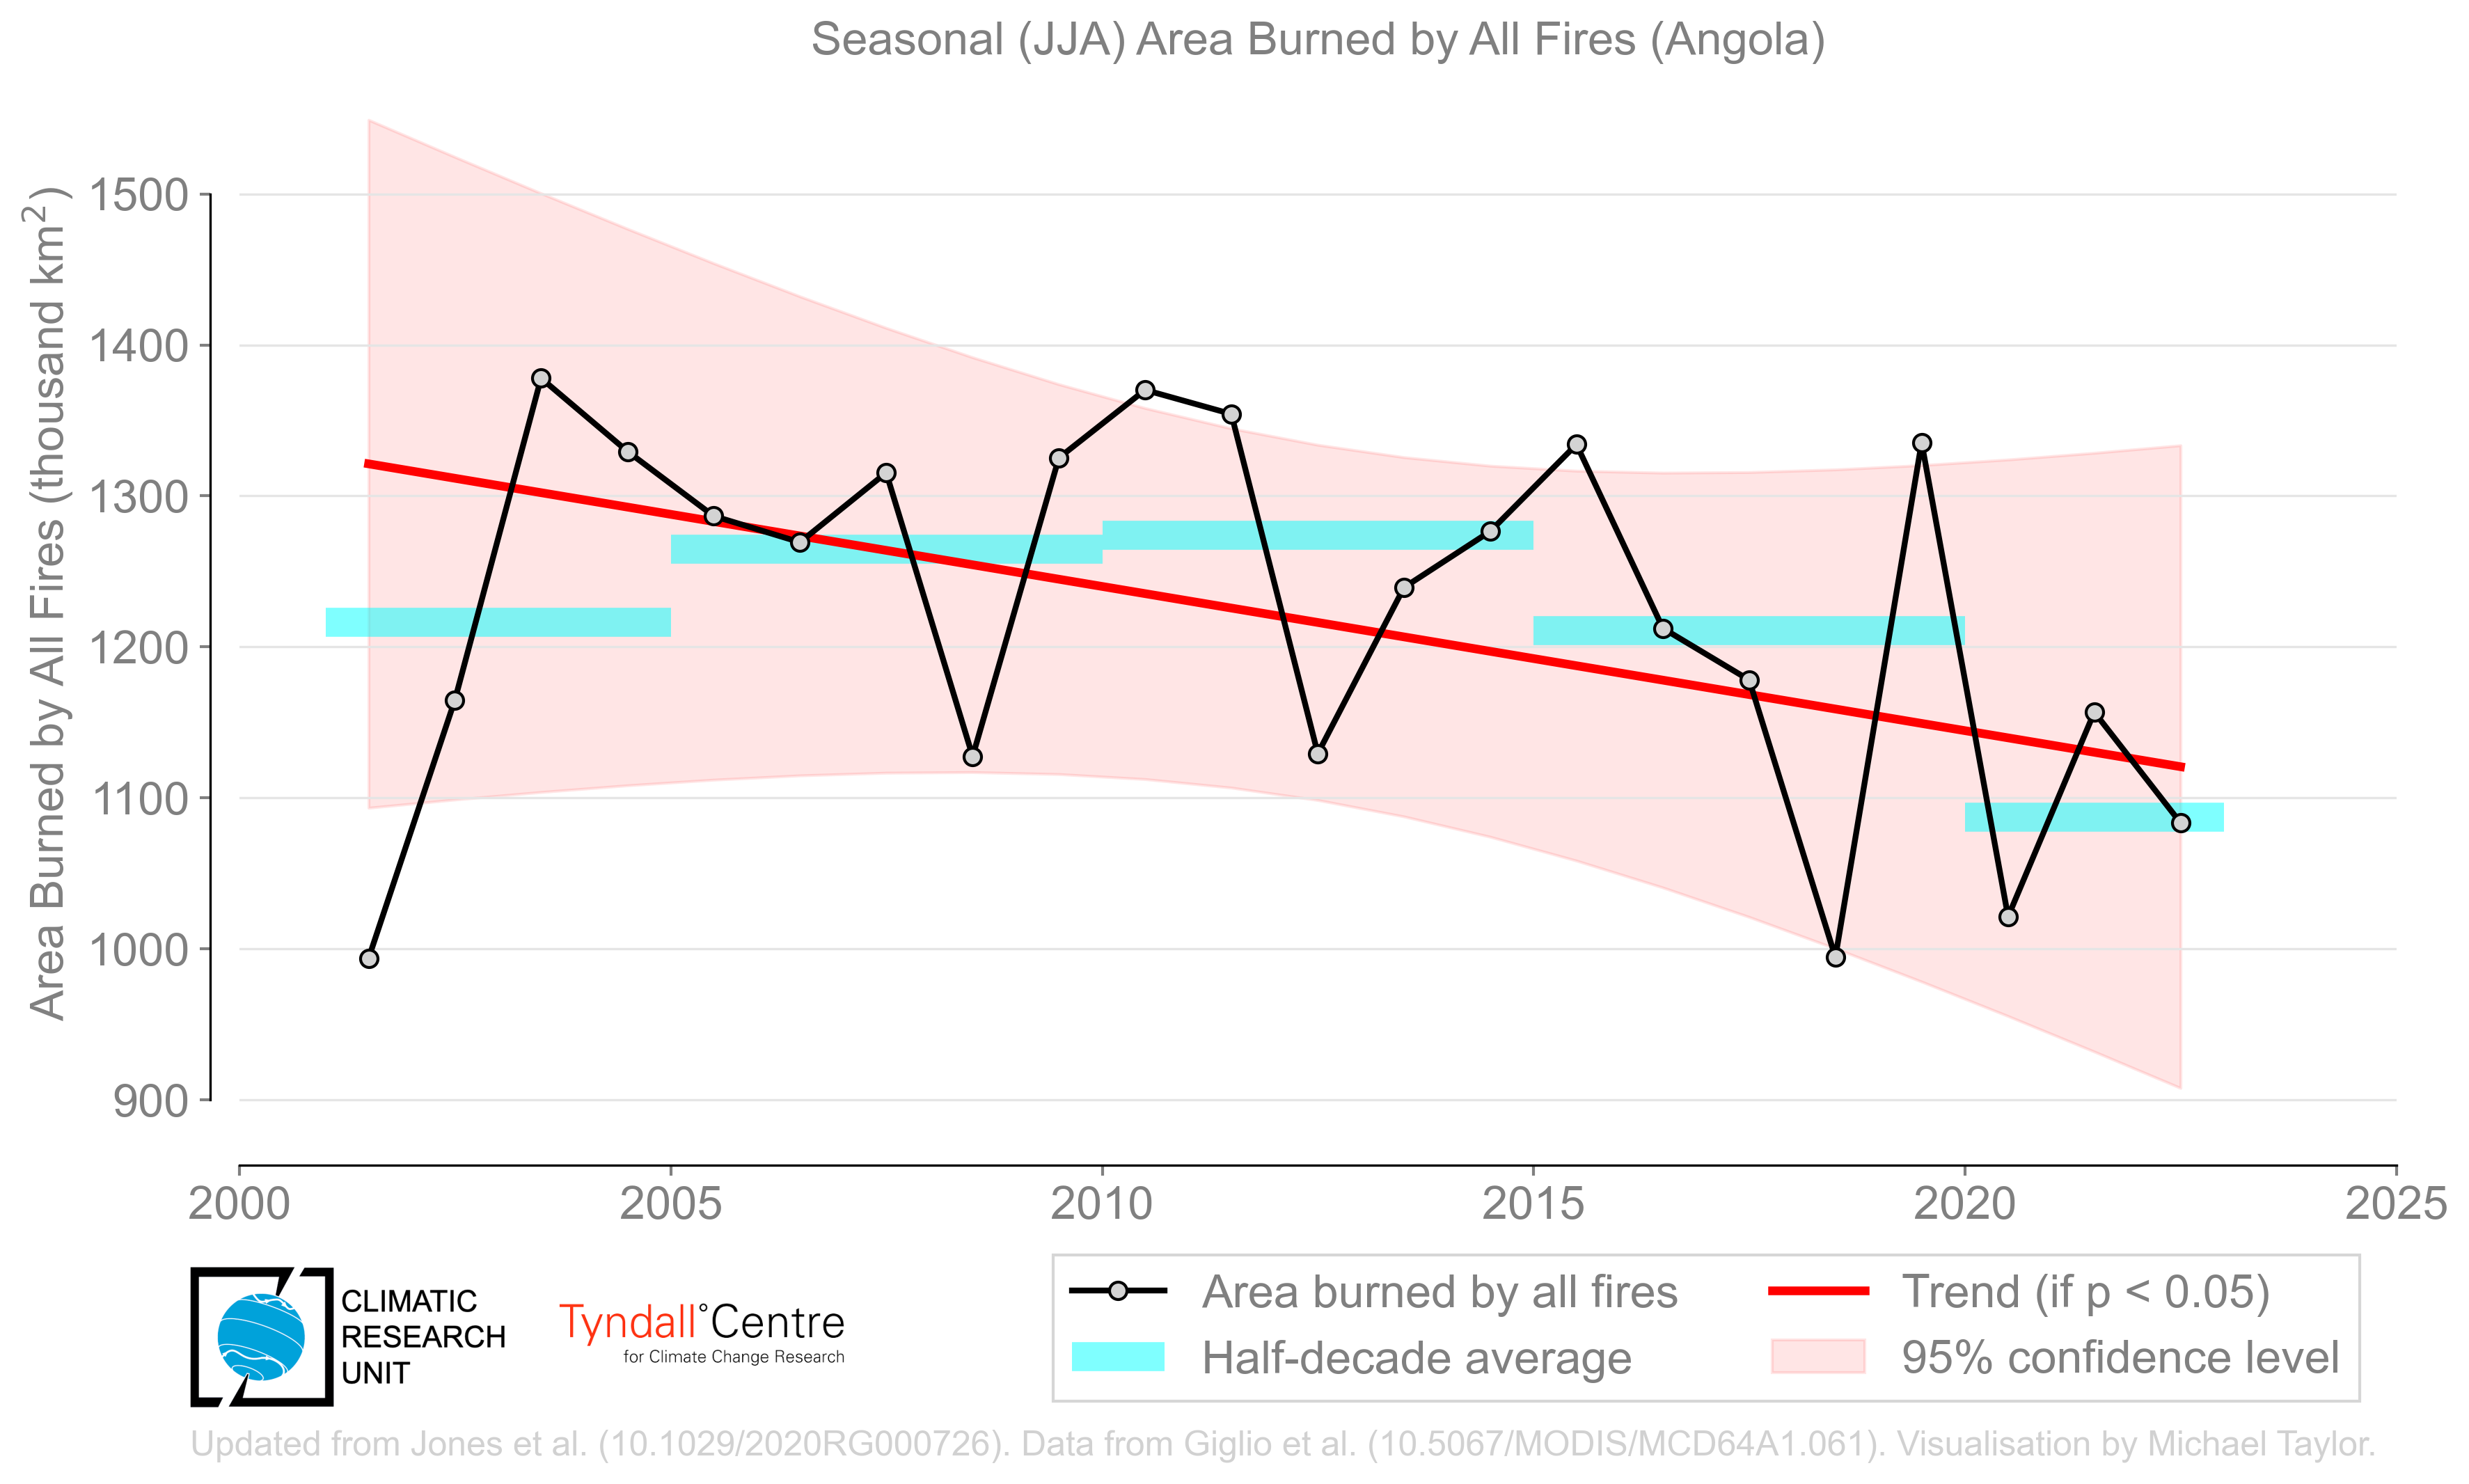 Seasonal (JJA) Area Burned by All Fires (Angola)
Area Burned by All Fires (thousand km²)
1500
1400
1300
1200
1100
1000
900
2000 2005 2010 2015 2020 2025
CLIMATIC
RESEARCH
UNIT
Tyndall°Centre
for Climate Change Research
Area burned by all fires
Trend (if p < 0.05)
Half-decade average
95% confidence level
Updated from Jones et al. (10.1029/2020RG000726). Data from Giglio et al. (10.5067/MODIS/MCD64A1.061). Visualisation by Michael Taylor.